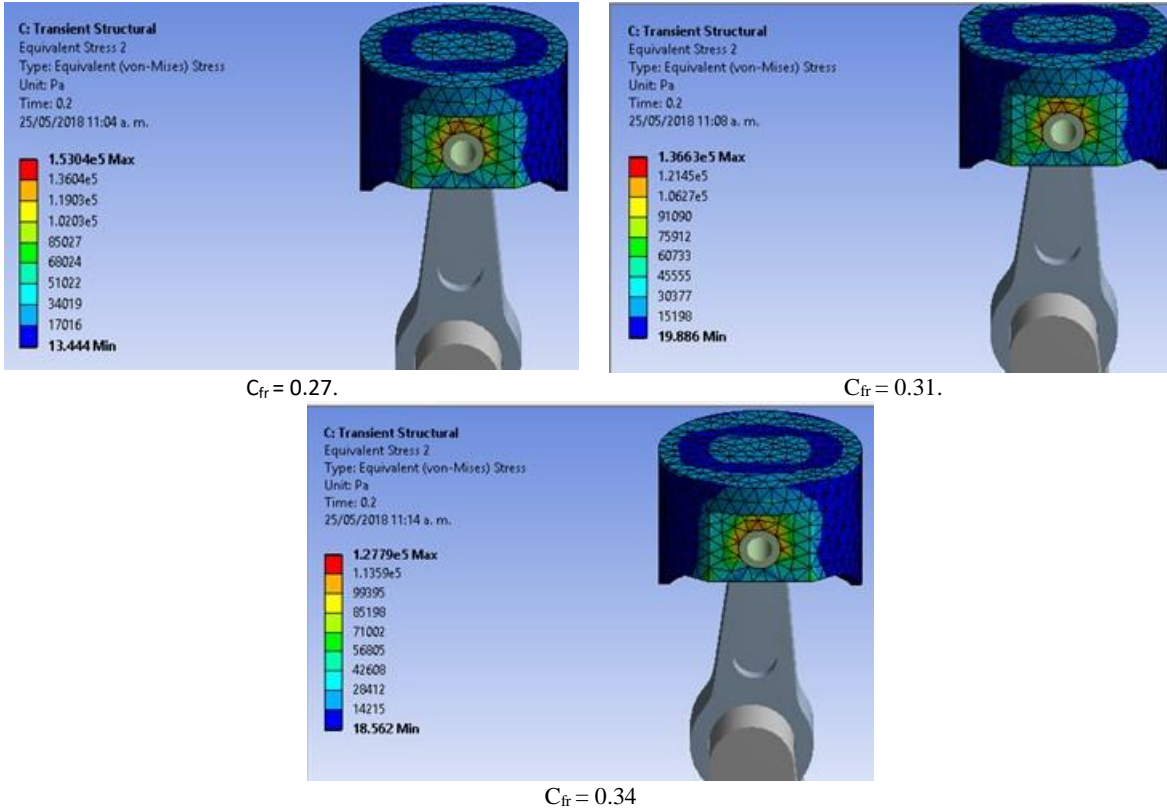 C: Transient Structural
Equivalent Stress 2
Type: Equivalent (von-Mises) Stress
Unit: Pa
Time: 0.2
25/05/2018 11:04 a. m.
1.5304e5 Max
1.3604e5
1.1903e5
1.0203e5
85027
68024
51022
34019
17016
13.444 Min
C: Transient Structural
Equivalent Stress 2
Type: Equivalent (von-Mises) Stress
Unit: Pa
Time: 0.2
25/05/2018 11:08 a. m.
1.3663e5 Max
1.2145e5
1.0627e5
91090
75912
60733
45555
30377
15198
19.886 Min
Cfr = 0.27.
Cfr = 0.31.
C: Transient Structural
Equivalent Stress 2
Type: Equivalent (von-Mises) Stress
Unit: Pa
Time: 0.2
25/05/2018 11:14 a. m.
1.2779e5 Max
1.1359e5
99395
85198
71002
56805
42608
28412
14215
18.562 Min
Cfr = 0.34